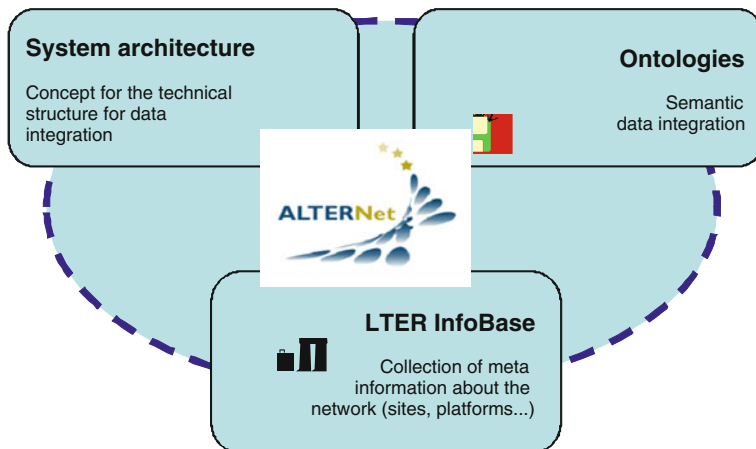 System architecture
Concept for the technical
structure for data
integration
Ontologies
Semantic
data integration
ALTERNet
LTER InfoBase
Collection of meta
information about the
network (sites, platforms...)